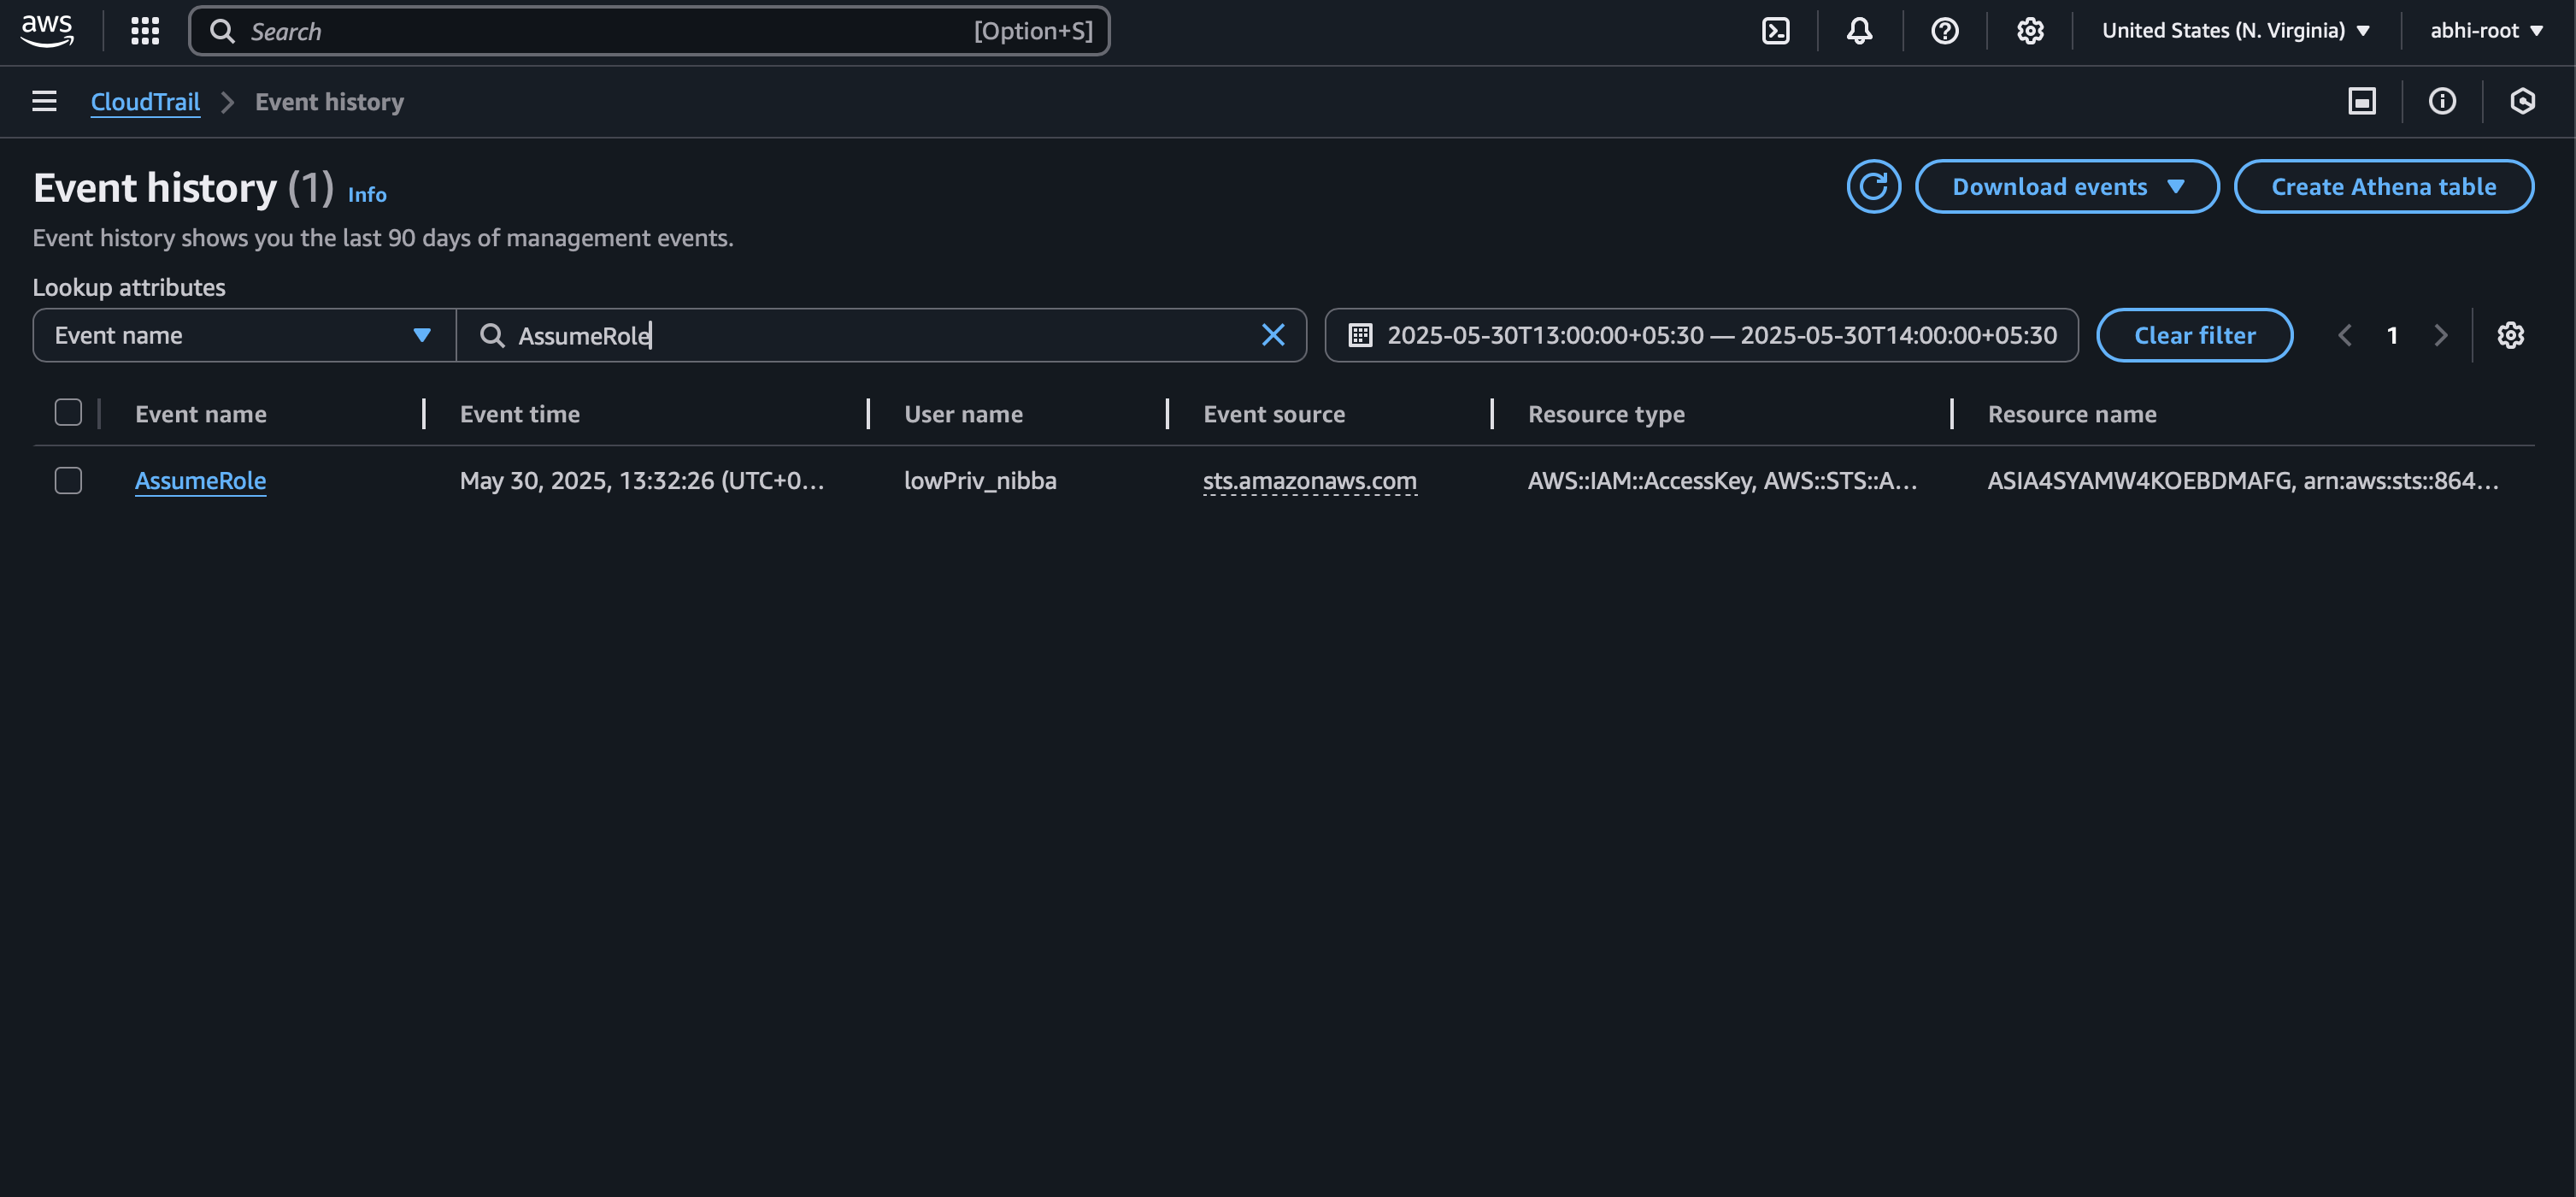 aws
Search [Option+S] United States (N. Virginia) abhi-root
CloudTrail Event history
Event history (1) Info
Download events Create Athena table
Event history shows you the last 90 days of management events.
Lookup attributes
Event name AssumeRole 2025-05-30T13:00:00+05:30 — 2025-05-30T14:00:00+05:30 Clear filter 1
Event name Event time User name Event source Resource type Resource name
AssumeRole May 30, 2025, 13:32:26 (UTC+0... lowPriv_nibba sts.amazonaws.com AWS::IAM::AccessKey, AWS::STS::A... ASIA4SYAMW4KOEBDMAFG, arn:aws:sts::864...